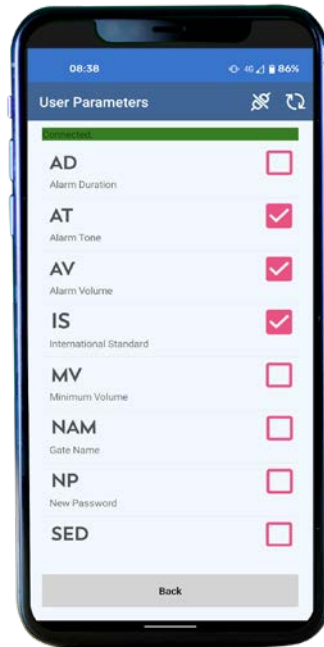 08:38 4G 86%
User Parameters
Connected.
AD
Alarm Duration
AT
Alarm Tone
AV
Alarm Volume
IS
International Standard
MV
Minimum Volume
NAM
Gate Name
NP
New Password
SED
Back